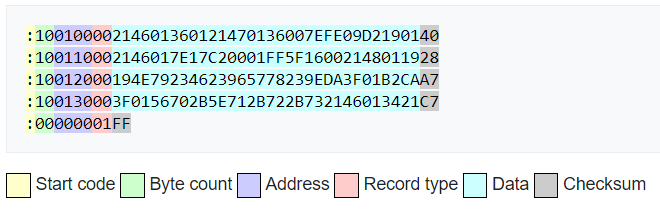 :10010000214601360121470136007EFE09D2190140
:100110002146017E17C20001FF5F16002148011928
:10012000194E79234623965778239EDA3F01B2CAA7
:100130003F0156702B5E712B722B732146013421C7
:00000001FF
Start code Byte count Address Record type Data Checksum